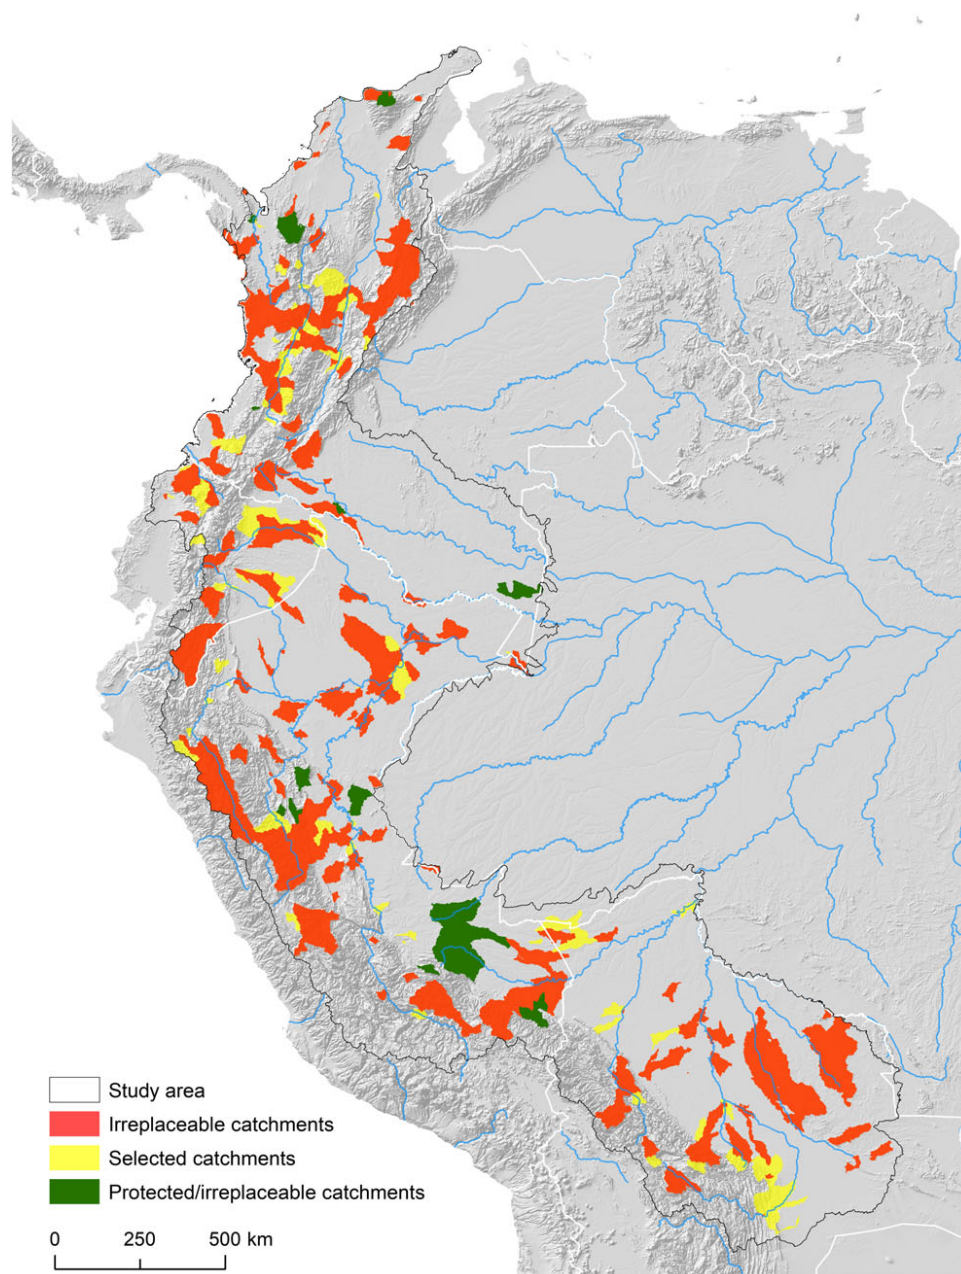 Study area
Irreplaceable catchments
Selected catchments
Protected/irreplaceable catchments
0 250 500 km